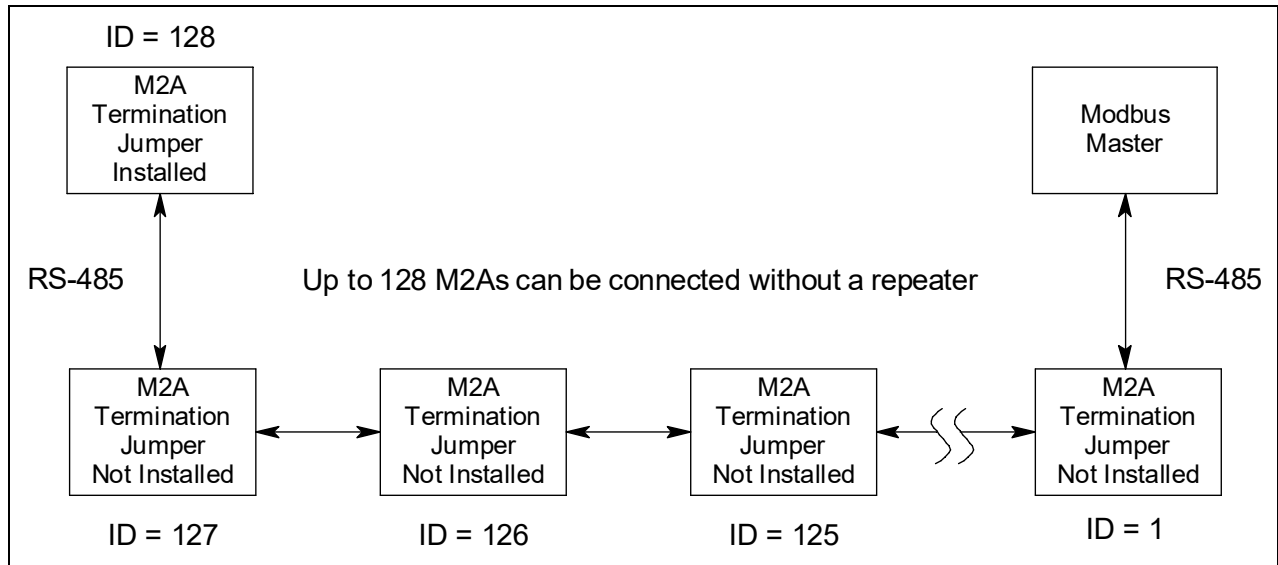 ID = 128
M2A
Termination
Jumper
Installed
Modbus
Master
RS-485
Up to 128 M2As can be connected without a repeater
RS-485
M2A
Termination
Jumper
Not Installed
M2A
Termination
Jumper
Not Installed
M2A
Termination
Jumper
Not Installed
M2A
Termination
Jumper
Not Installed
ID = 127
ID = 126
ID = 125
ID = 1